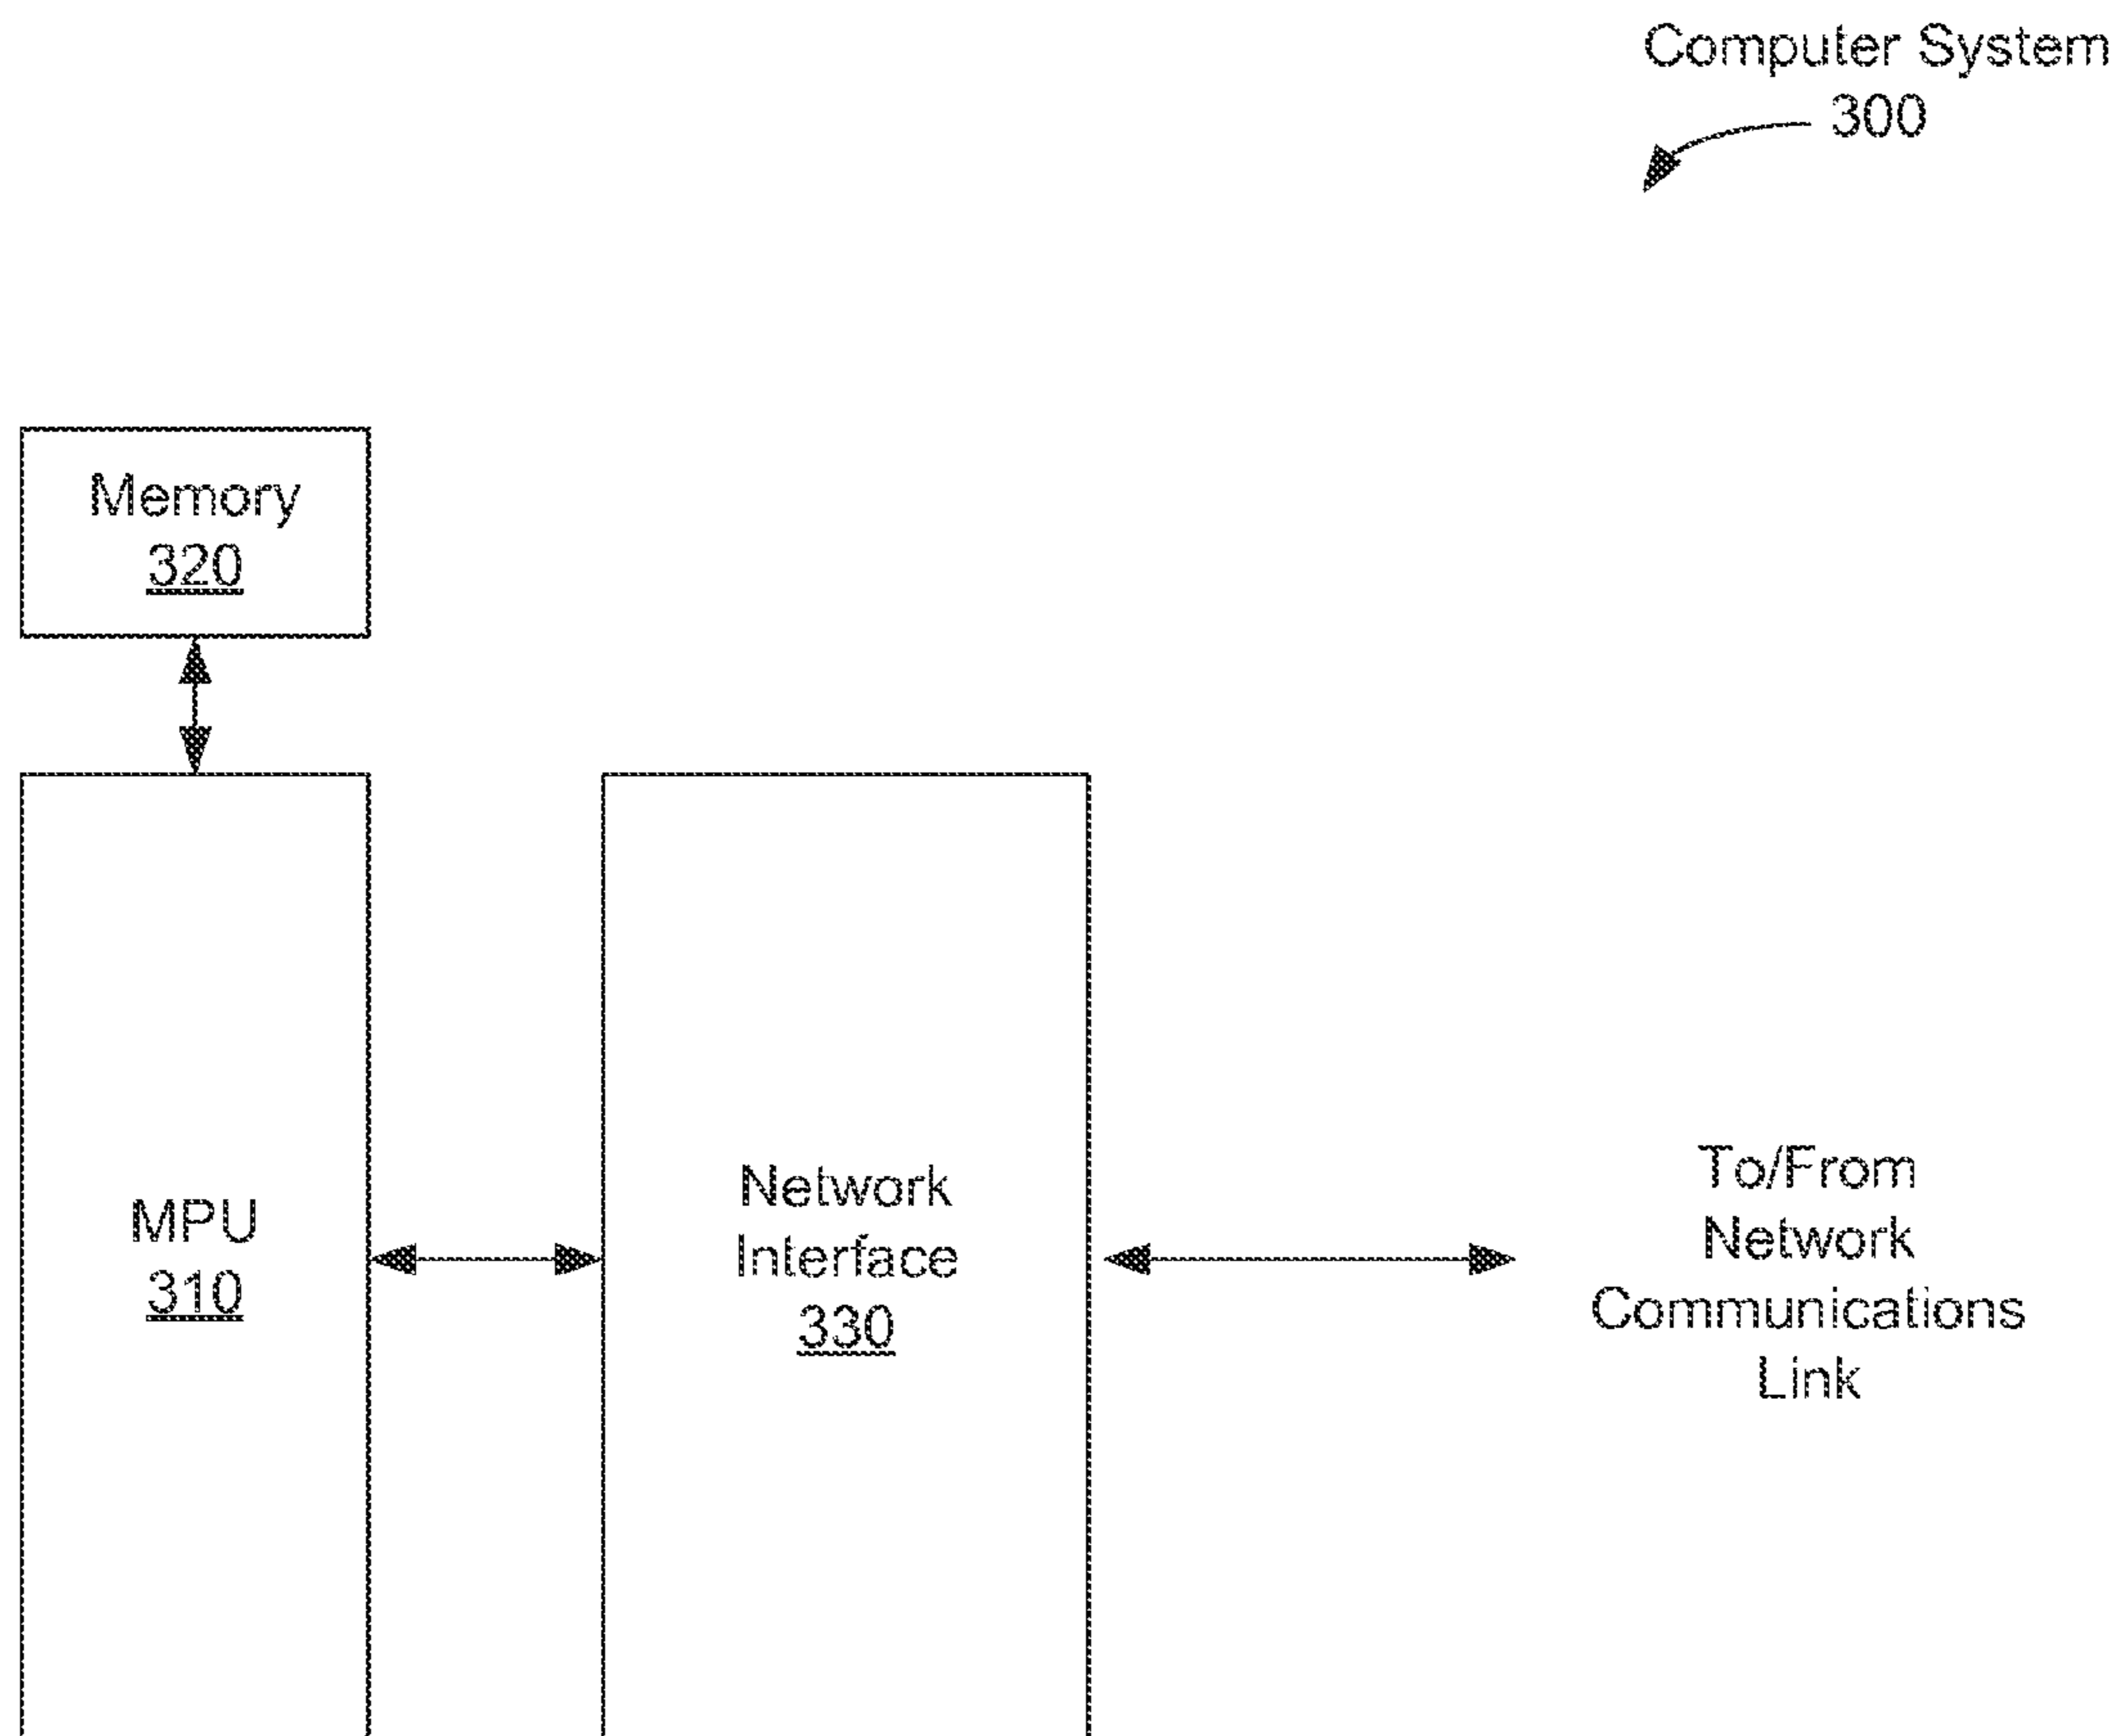 Computer System
300
Memory
320
MPU
310
Network
Interface
330
To/From
Network
Communications
Link